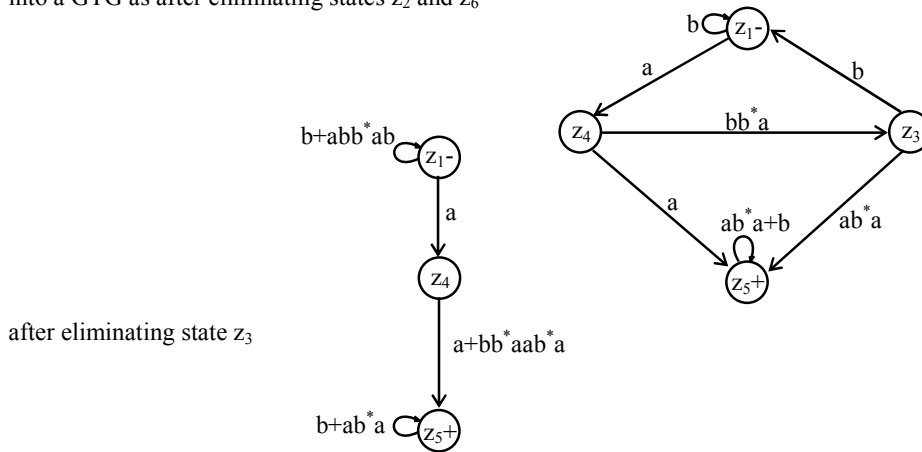 into a GTG as after eliminating states z₂ and z₆
b
z₁-
a
b
z₄
bb*a
z₃
a
ab*a+b
ab*a
z₅+
b+abb*ab
z₁-
a
z₄
after eliminating state z₃
a+bb*aab*a
b+ab*a
z₅+